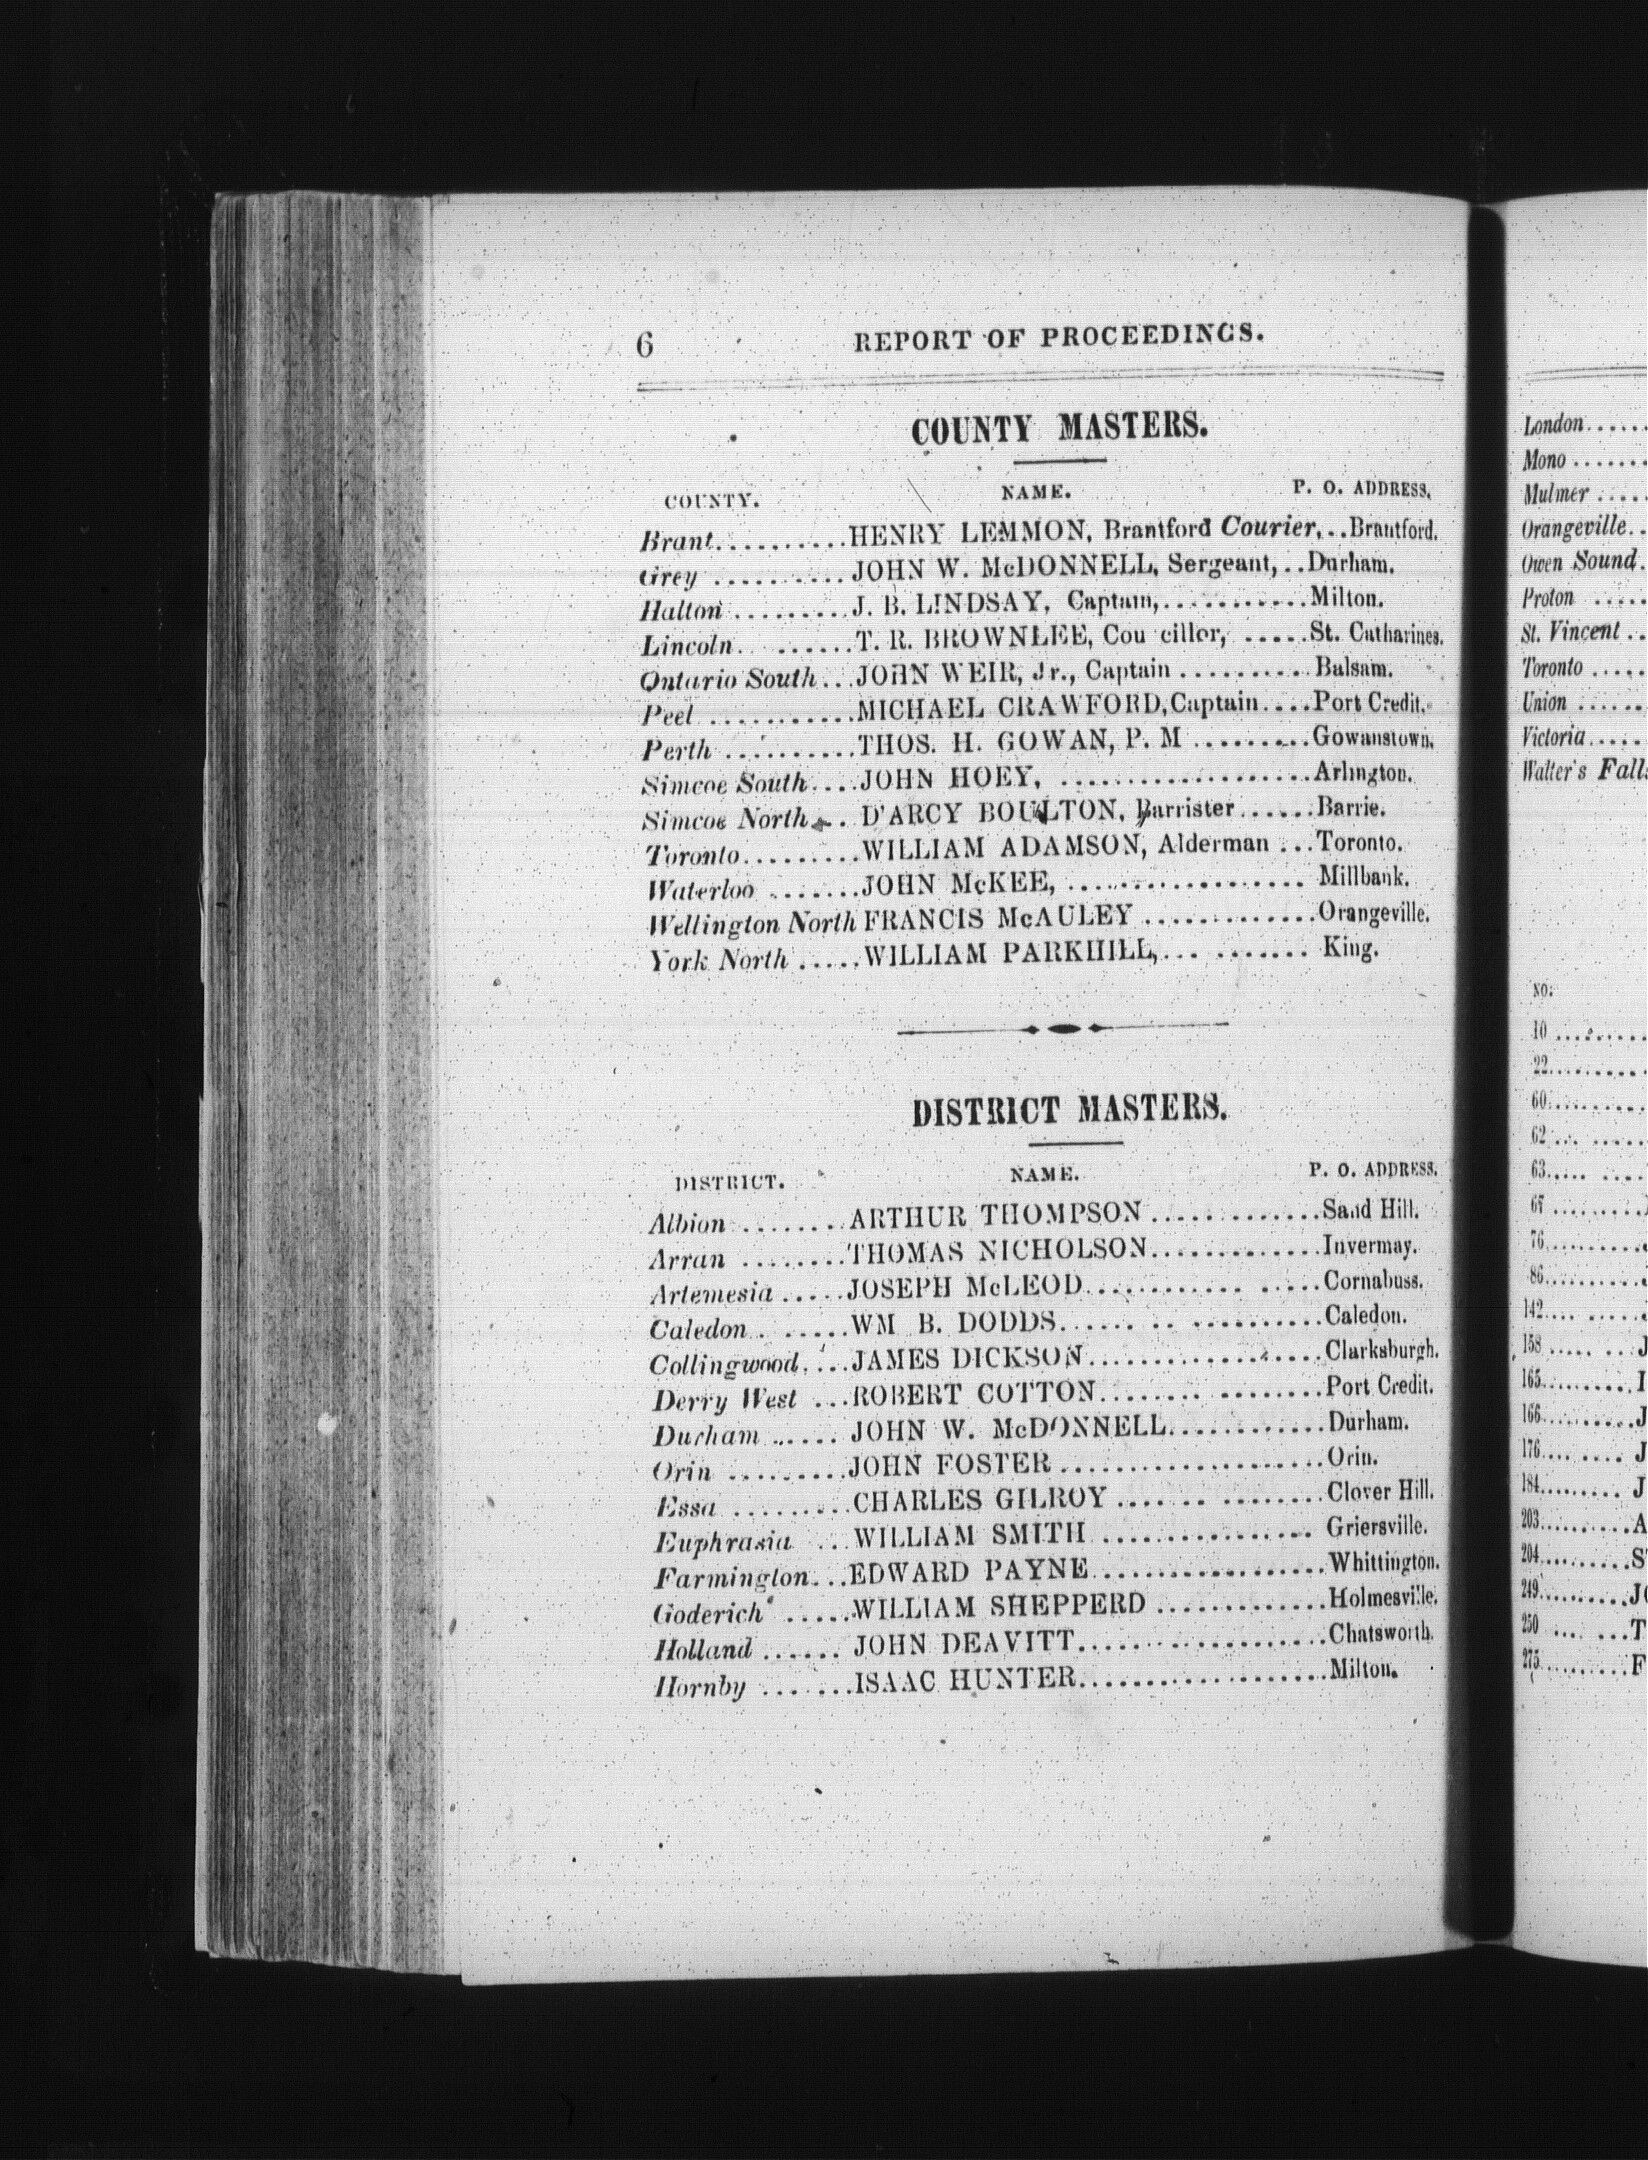 6 REPORT OF PROCEEDINGS.
COUNTY MASTERS.
COUNTY. NAME. P. O. ADDRESS.
Brant..........HENRY LEMMON, Brantford Courier,..Brantford.
Grey ..........JOHN W. McDONNELL, Sergeant,..Durham.
Halton.........J. B. LINDSAY, Captain,...........Milton.
Lincoln. ......T. R. BROWNLEE, Cou ciller, .....St. Catharines.
Ontario South...JOHN WEIR, Jr., Captain ..........Balsam.
Peel ...........MICHAEL CRAWFORD, Captain....Port Credit.
Perth ..........THOS. H. GOWAN, P. M .........Gowanstown.
Simcoe South....JOHN HOEY, ...................Arlington.
Simcoe North... D'ARCY BOULTON, Barrister......Barrie.
Toronto.........WILLIAM ADAMSON, Alderman ...Toronto.
Waterloo .......JOHN McKEE, .................. Millbank.
Wellington North FRANCIS McAULEY .............Orangeville.
York North .....WILLIAM PARKHILL,... ....... King.
DISTRICT MASTERS.
DISTRICT. NAME. P. O. ADDRESS.
Albion ........ARTHUR THOMPSON .............Sand Hill.
Arran ........THOMAS NICHOLSON.............Invermay.
Artemesia .....JOSEPH McLEOD............ .....Cornabuss.
Caledon. .....WM B. DODDS...... .. ..........Caledon.
Collingwood....JAMES DICKSON..................Clarksburgh.
Derry West ...ROBERT COTTON........ ........Port Credit.
Durham ...... JOHN W. McDONNELL............Durham.
Orin .........JOHN FOSTER ....................Orin.
Essa ..........CHARLES GILROY ....... ........Clover Hill.
Euphrasia ...WILLIAM SMITH ................ Griersville.
Farmington...EDWARD PAYNE..................Whittington.
Goderich .....WILLIAM SHEPPERD .............Holmesville.
Holland ...... JOHN DEAVITT...................Chatsworth.
Hornby .......ISAAC HUNTER...................Milton.
London......
Mono .......
Mulmer .....
Orangeville..
Owen Sound.
Proton .....
St. Vincent ..
Toronto .....
Union ......
Victoria.....
Walter's Falls
NO.
10 ..........
22...........
60...........
62 ... ......
63..... ....
67 .........
76..........
86..........
142.... .....
158 ..... ...J
165..........I
166..........J
176.... ....J
184......... J
203..........A
204..........S
249..........JO
250 .... ...T
275..........F